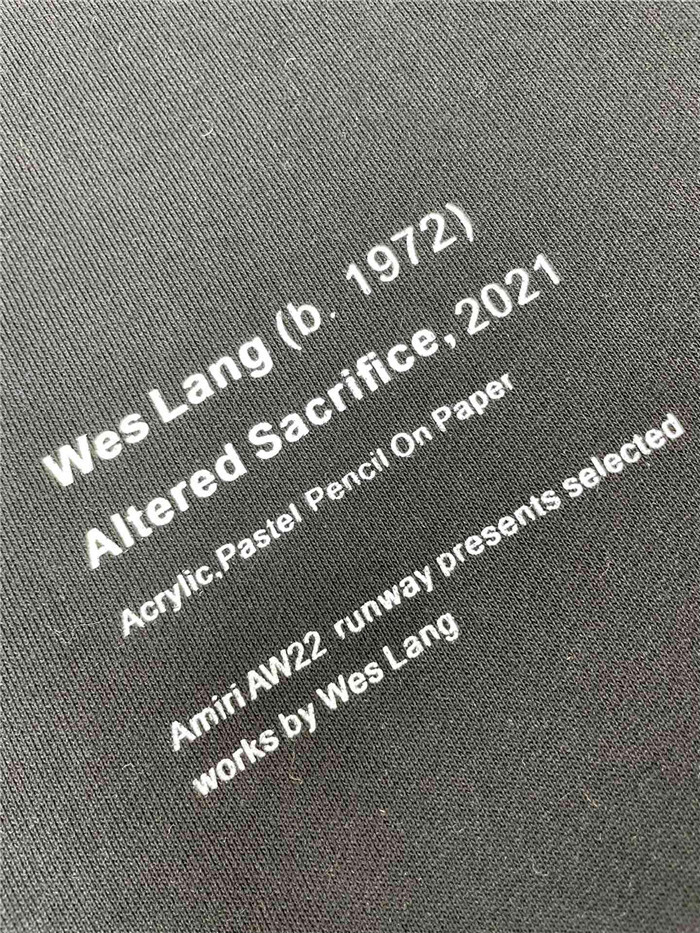 Wes Lang (b. 1972)
Altered Sacrifice, 2021
Acrylic,Pastel Pencil On Paper
Amiri AW22 runway presents selected
works by Wes Lang